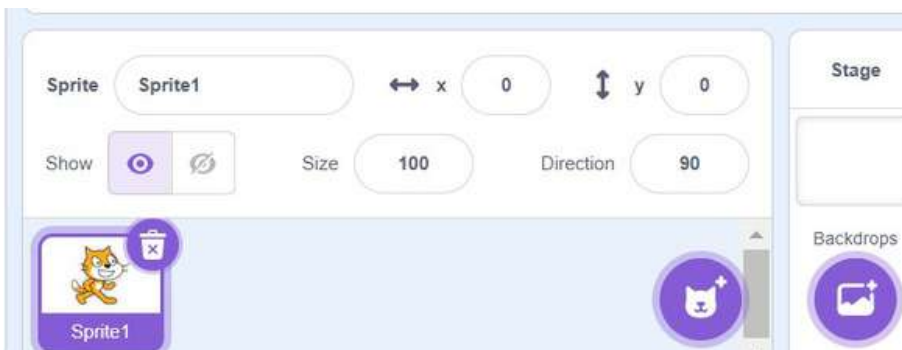 Sprite Sprite1 x 0 y 0 Stage
Show Size 100 Direction 90
Backdrops
Sprite1